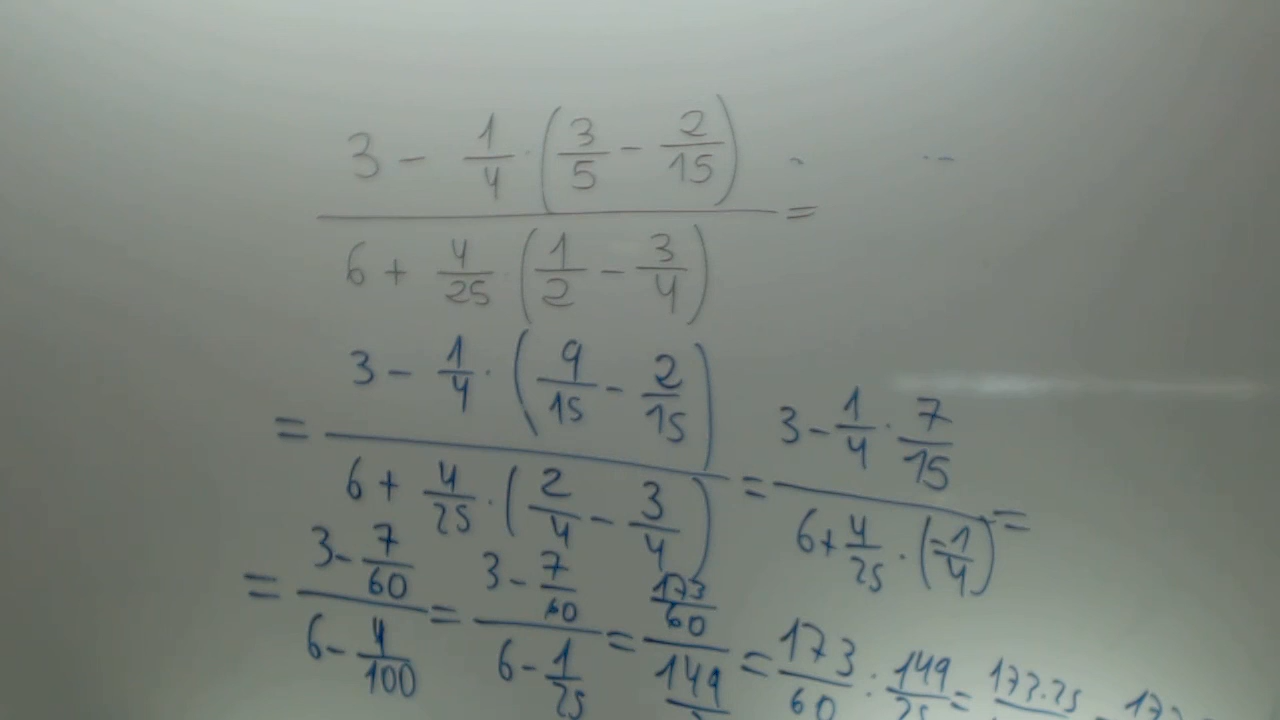 3 - 1/4 · (3/5 - 2/15)
=
6 + 4/25 · (1/2 - 3/4)
= (3 - 1/4 · (9/15 - 2/15)) / (6 + 4/25 · (2/4 - 3/4)) = (3 - 1/4 · 7/15) / (6 + 4/25 · (-1/4)) =
= (3 - 7/60) / (6 - 4/100) = (3 - 7/60) / (6 - 1/25) = (173/60) / 149 = 173/60 : 149/25 = 173·25